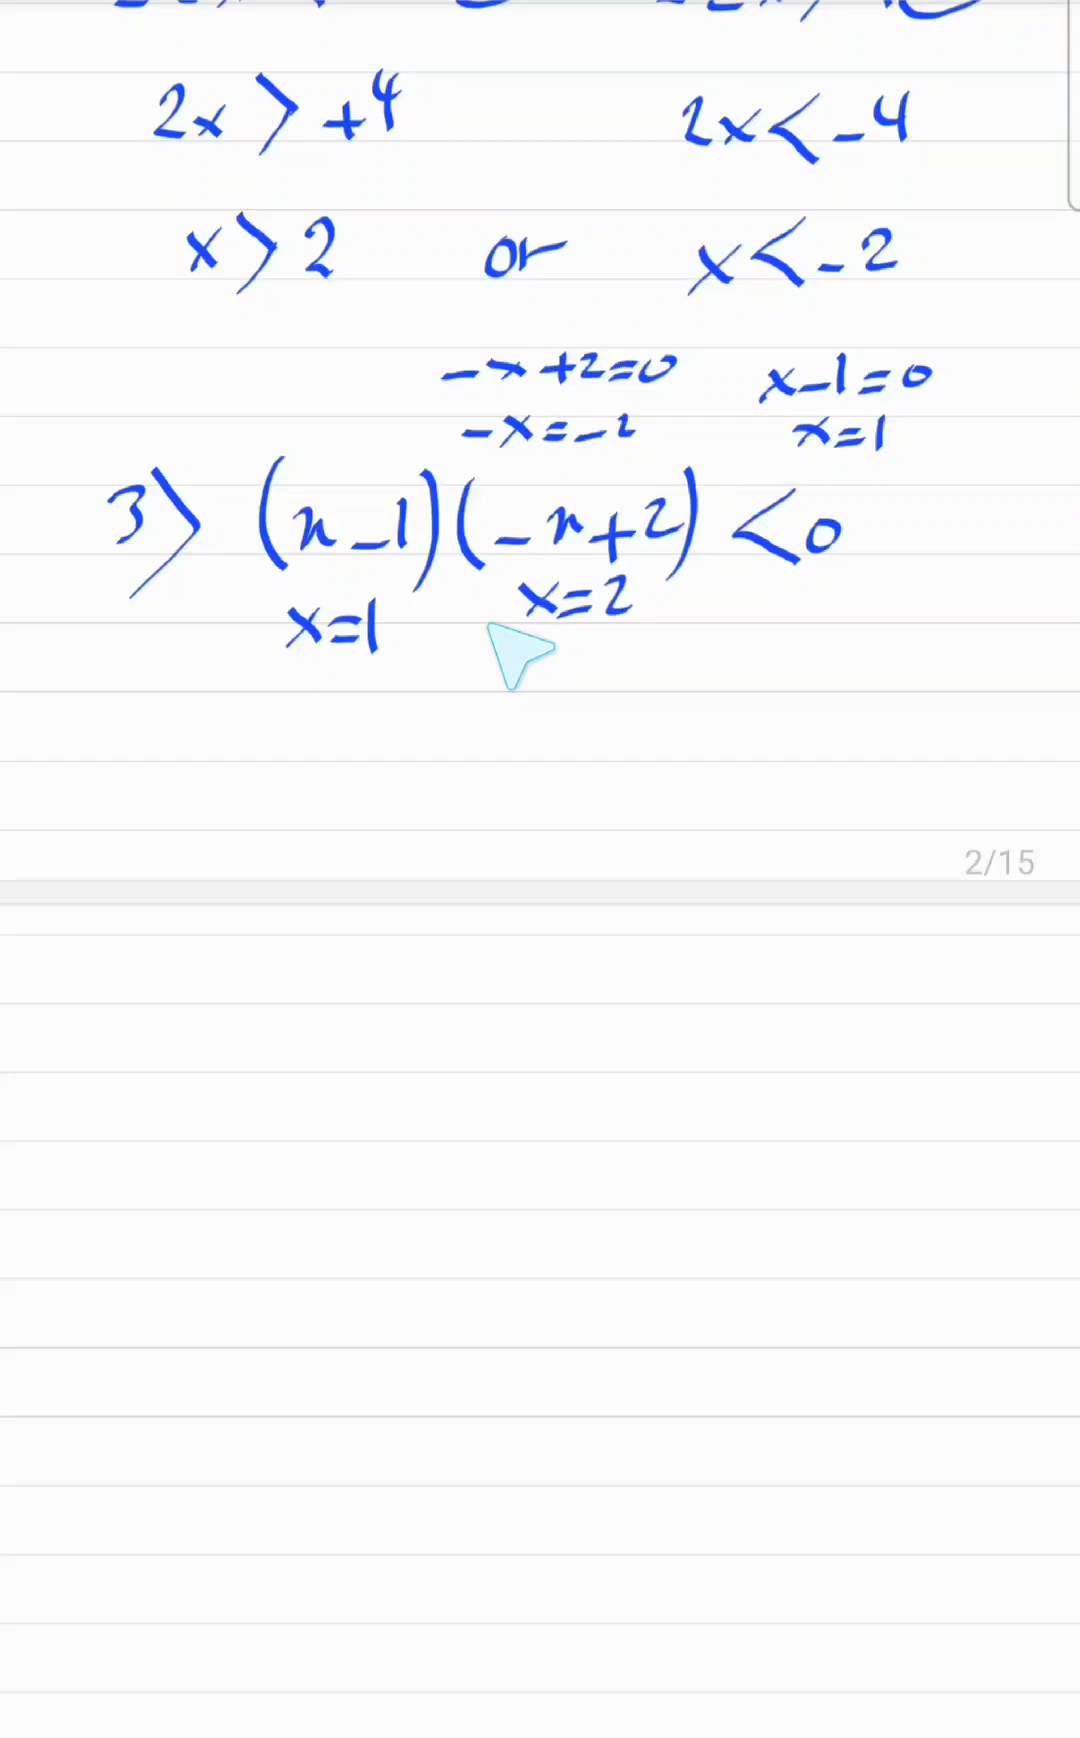 2x > +4 2x < -4
x > 2 or x < -2
-x+2=0 x-1=0
-x=-2 x=1
3) (x-1)(-x+2) <0
x=1 x=2
2/15